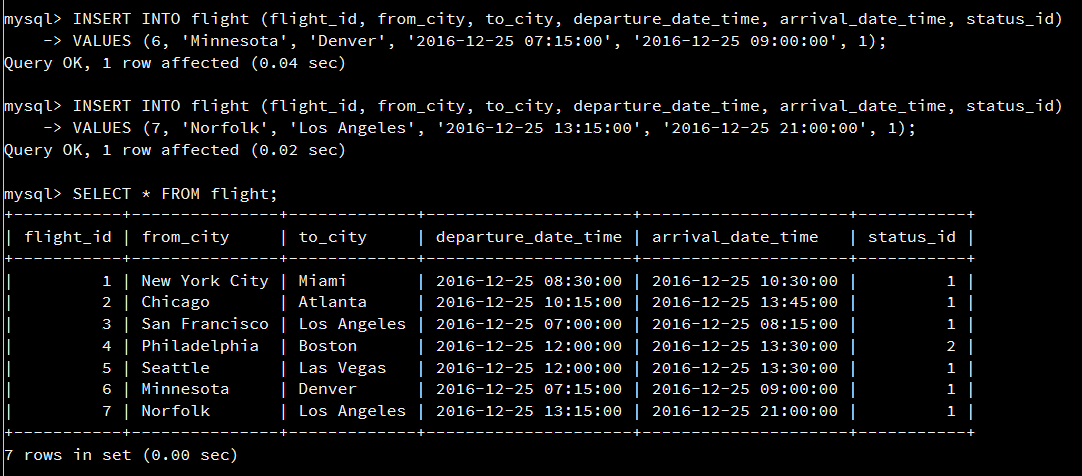 mysql> INSERT INTO flight (flight_id, from_city, to_city, departure_date_time, arrival_date_time, status_id)
    -> VALUES (6, 'Minnesota', 'Denver', '2016-12-25 07:15:00', '2016-12-25 09:00:00', 1);
Query OK, 1 row affected (0.04 sec)

mysql> INSERT INTO flight (flight_id, from_city, to_city, departure_date_time, arrival_date_time, status_id)
    -> VALUES (7, 'Norfolk', 'Los Angeles', '2016-12-25 13:15:00', '2016-12-25 21:00:00', 1);
Query OK, 1 row affected (0.02 sec)

mysql> SELECT * FROM flight;
+-----------+---------------+-------------+---------------------+---------------------+-----------+
| flight_id | from_city     | to_city     | departure_date_time | arrival_date_time   | status_id |
+-----------+---------------+-------------+---------------------+---------------------+-----------+
|         1 | New York City | Miami       | 2016-12-25 08:30:00 | 2016-12-25 10:30:00 |         1 |
|         2 | Chicago       | Atlanta     | 2016-12-25 10:15:00 | 2016-12-25 13:45:00 |         1 |
|         3 | San Francisco | Los Angeles | 2016-12-25 07:00:00 | 2016-12-25 08:15:00 |         1 |
|         4 | Philadelphia  | Boston      | 2016-12-25 12:00:00 | 2016-12-25 13:30:00 |         2 |
|         5 | Seattle       | Las Vegas   | 2016-12-25 12:00:00 | 2016-12-25 13:30:00 |         1 |
|         6 | Minnesota     | Denver      | 2016-12-25 07:15:00 | 2016-12-25 09:00:00 |         1 |
|         7 | Norfolk       | Los Angeles | 2016-12-25 13:15:00 | 2016-12-25 21:00:00 |         1 |
+-----------+---------------+-------------+---------------------+---------------------+-----------+
7 rows in set (0.00 sec)